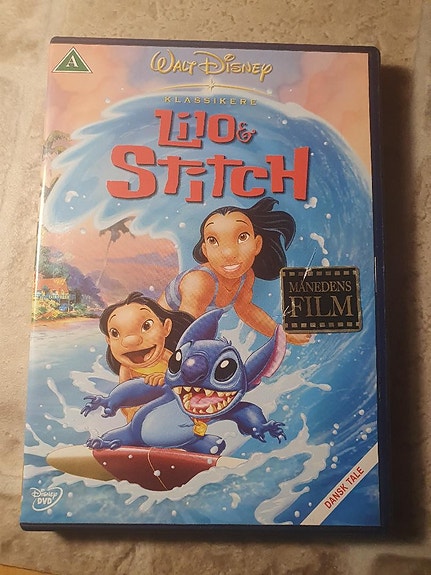 A
WALT DISNEY
KLASSIKERE
Lilo &
Stitch
MÅNEDENS
FILM
DANSK TALE
Disney
DVD